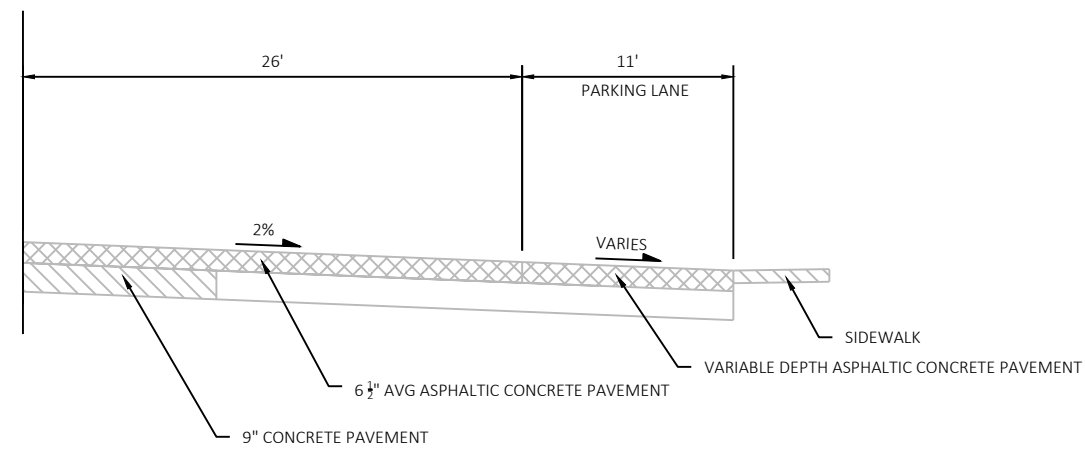 26'
11'
PARKING LANE
2%
VARIES
SIDEWALK
VARIABLE DEPTH ASPHALTIC CONCRETE PAVEMENT
6 ½" AVG ASPHALTIC CONCRETE PAVEMENT
9" CONCRETE PAVEMENT